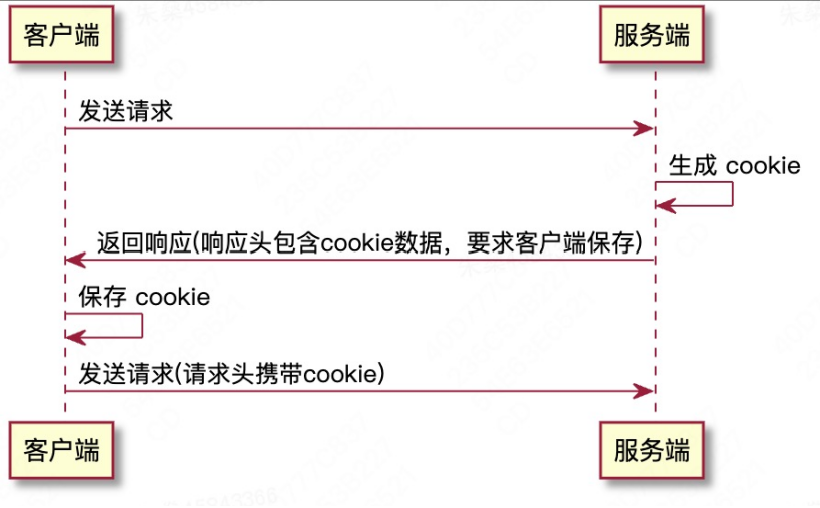 客户端
服务端
发送请求
生成 cookie
返回响应(响应头包含cookie数据，要求客户端保存)
保存 cookie
发送请求(请求头携带cookie)
客户端
服务端